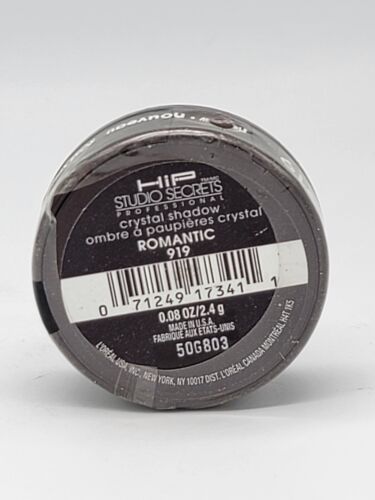 nouveau
HiP
STUDIO SECRETS
PROFESSIONAL
crystal shadow
ombre à paupières crystal
ROMANTIC
919
0 71249 17341 1
0.08 OZ/2.4 g
MADE IN U.S.A.
FABRIQUÉ AUX ÉTATS-UNIS
50G803
L'ORÉAL USA, INC., NEW YORK, NY 10017 DIST. L'ORÉAL CANADA MONTRÉAL H4T 1K5